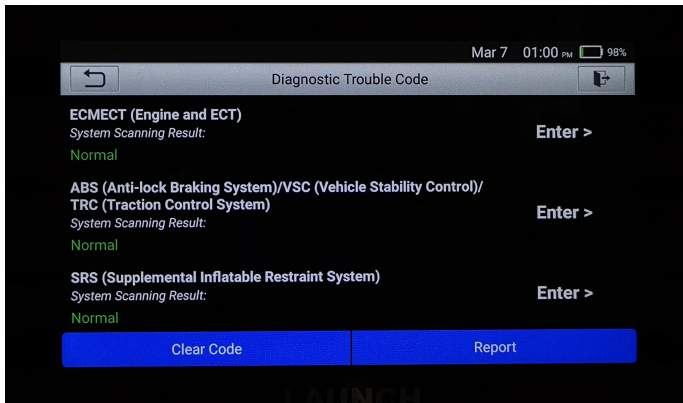 Mar 7 01:00 PM 98%
Diagnostic Trouble Code
ECMECT (Engine and ECT)
System Scanning Result:
Enter >
Normal
ABS (Anti-lock Braking System)/VSC (Vehicle Stability Control)/
TRC (Traction Control System)
System Scanning Result:
Enter >
Normal
SRS (Supplemental Inflatable Restraint System)
System Scanning Result:
Enter >
Normal
Clear Code Report
LAUNCH